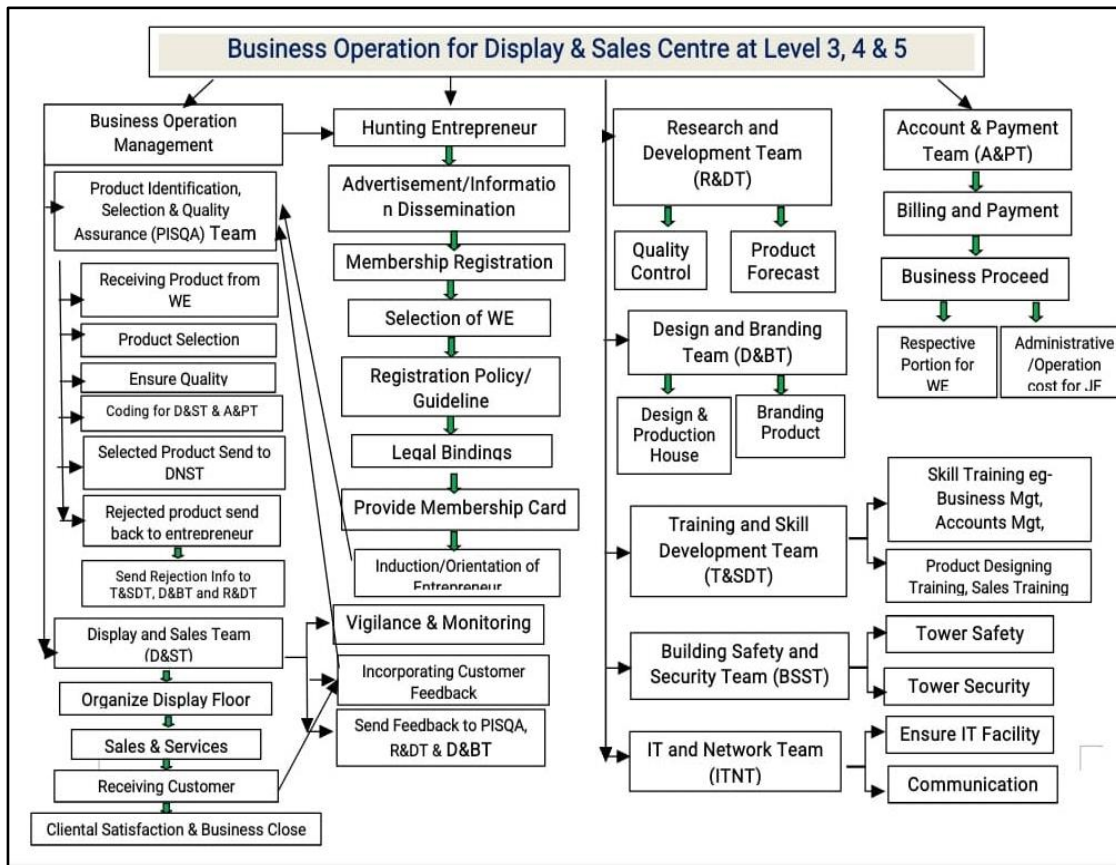 Business Operation for Display & Sales Centre at Level 3, 4 & 5
Business Operation
Management
Product Identification,
Selection & Quality
Assurance (PISQA) Team
Receiving Product from
WE
Product Selection
Ensure Quality
Coding for D&ST & A&PT
Selected Product Send to
DNST
Rejected product send
back to entrepreneur
Send Rejection Info to
T&SDT, D&BT and R&DT
Display and Sales Team
(D&ST)
Organize Display Floor
Sales & Services
Receiving Customer
Cliental Satisfaction & Business Close
Hunting Entrepreneur
Advertisement/Informatio
n Dissemination
Membership Registration
Selection of WE
Registration Policy/
Guideline
Legal Bindings
Provide Membership Card
Induction/Orientation of
Entrepreneur
Vigilance & Monitoring
Incorporating Customer
Feedback
Send Feedback to PISQA,
R&DT & D&BT
Research and
Development Team
(R&DT)
Quality
Control
Product
Forecast
Design and Branding
Team (D&BT)
Design &
Production
House
Branding
Product
Training and Skill
Development Team
(T&SDT)
Skill Training eg-
Business Mgt,
Accounts Mgt,
Product Designing
Training, Sales Training
Building Safety and
Security Team (BSST)
Tower Safety
Tower Security
IT and Network Team
(ITNT)
Ensure IT Facility
Communication
Account & Payment
Team (A&PT)
Billing and Payment
Business Proceed
Respective
Portion for
WE
Administrative
/Operation
cost for JF